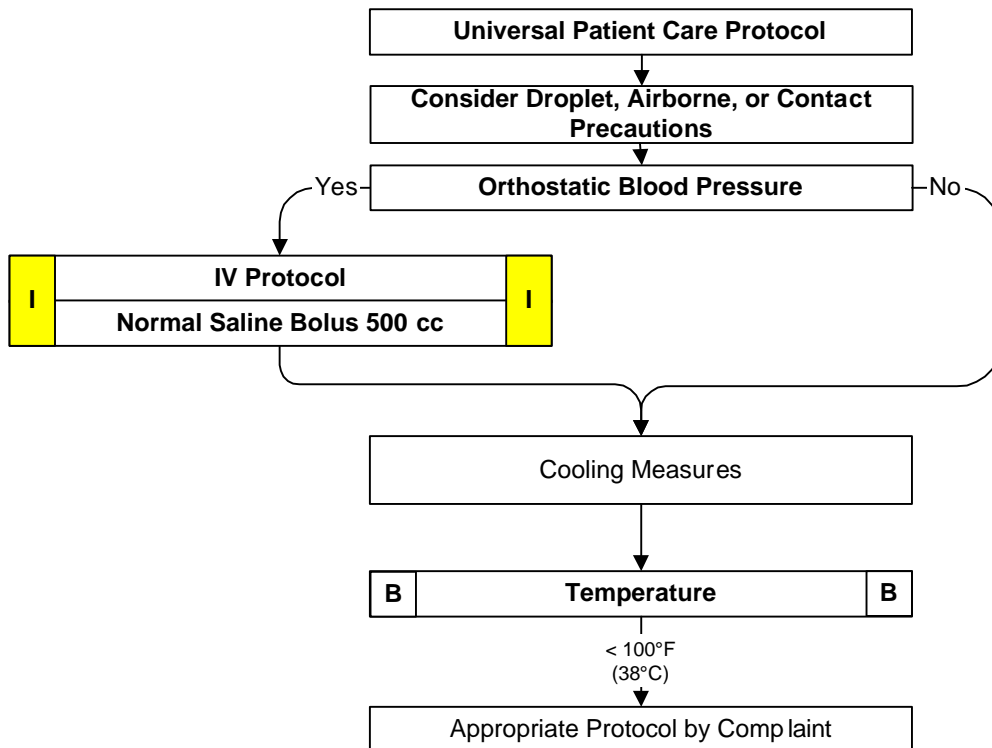 Universal Patient Care Protocol
Consider Droplet, Airborne, or Contact
Precautions
Yes
Orthostatic Blood Pressure
No
I
IV Protocol
I
Normal Saline Bolus 500 cc
Cooling Measures
B
Temperature
B
< 100°F
(38°C)
Appropriate Protocol by Complaint